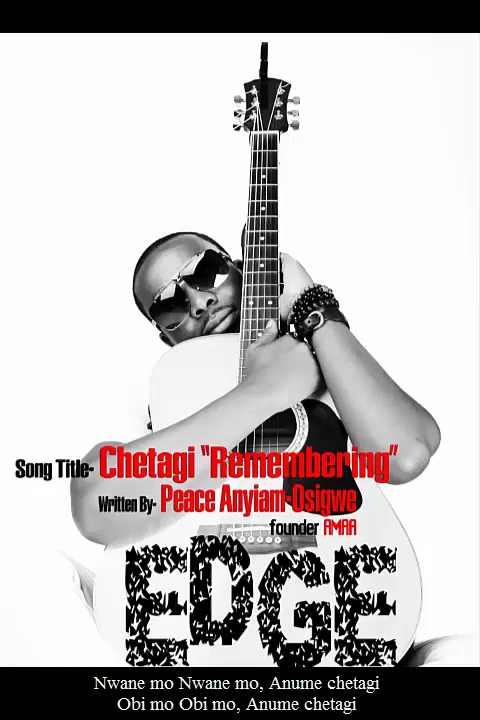 Song Title- Chetagi "Remembering"
Written By- Peace Anyiam-Osigwe
founder AMAA
EDGE
Nwane mo Nwane mo, Anume chetagi
Obi mo Obi mo, Anume chetagi